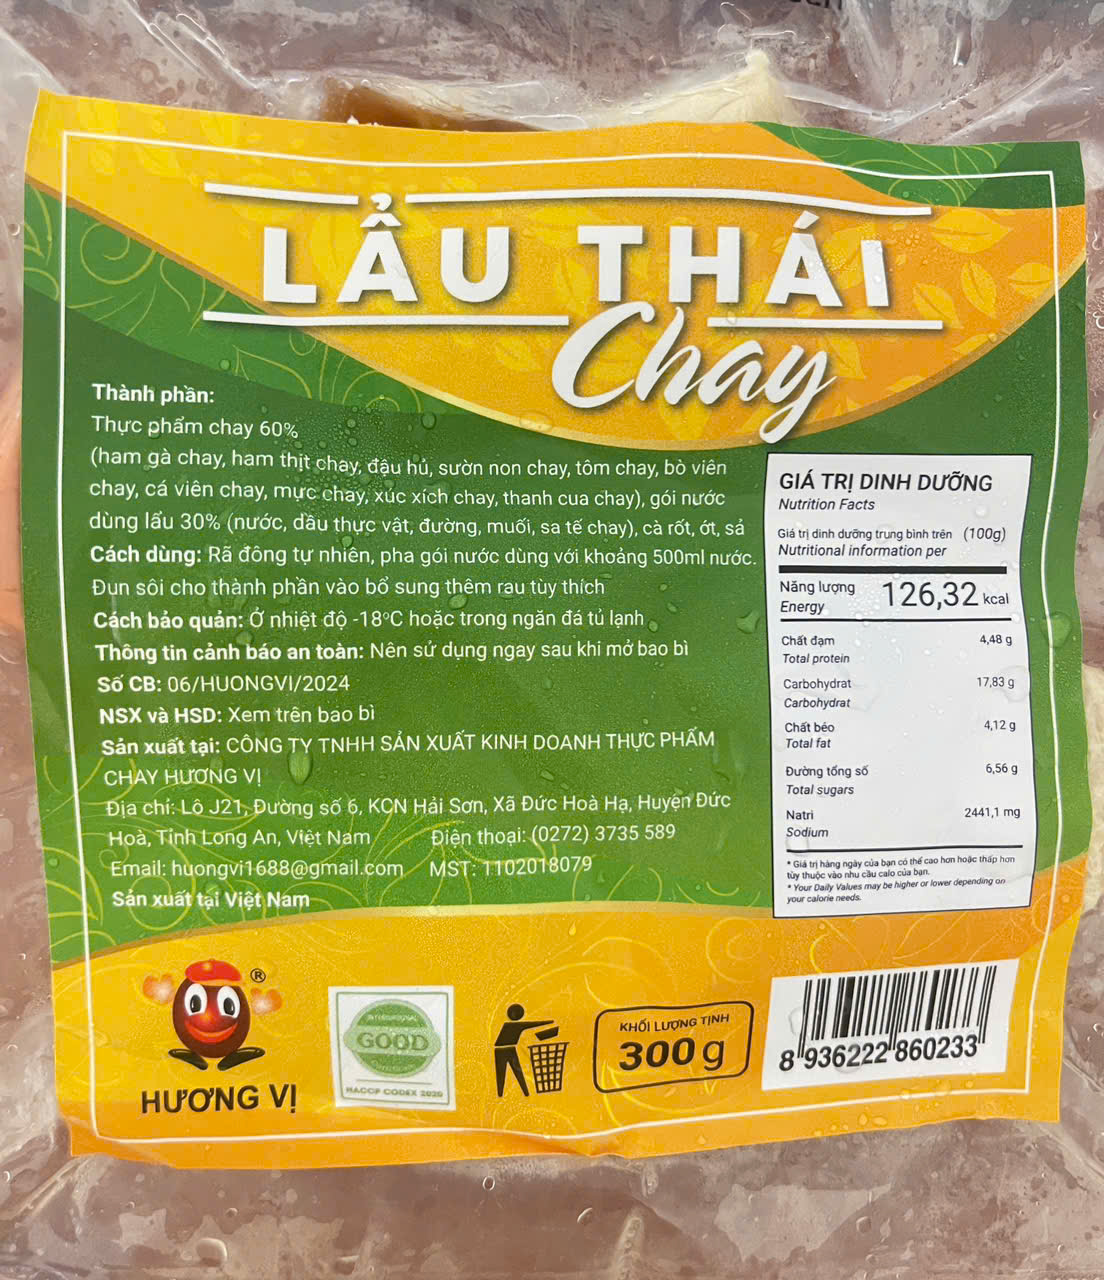 LẨU THÁI
Chay
Thành phần:
Thực phẩm chay 60%
(ham gà chay, ham thịt chay, đậu hủ, sườn non chay, tôm chay, bò viên
chay, cá viên chay, mực chay, xúc xích chay, thanh cua chay), gói nước
dùng lẩu 30% (nước, dầu thực vật, đường, muối, sa tế chay), cà rốt, ớt, sả
Cách dùng: Rã đông tự nhiên, pha gói nước dùng với khoảng 500ml nước.
Đun sôi cho thành phần vào bổ sung thêm rau tùy thích
Cách bảo quản: Ở nhiệt độ -18°C hoặc trong ngăn đá tủ lạnh
Thông tin cảnh báo an toàn: Nên sử dụng ngay sau khi mở bao bì
Số CB: 06/HUONGVI/2024
NSX và HSD: Xem trên bao bì
Sản xuất tại: CÔNG TY TNHH SẢN XUẤT KINH DOANH THỰC PHẨM
CHAY HƯƠNG VỊ
Địa chỉ: Lô J21, Đường số 6, KCN Hải Sơn, Xã Đức Hoà Hạ, Huyện Đức
Hoà, Tỉnh Long An, Việt Nam Điện thoại: (0272) 3735 589
Email: huongvi1688@gmail.com MST: 1102018079
Sản xuất tại Việt Nam
GIÁ TRỊ DINH DƯỠNG
Nutrition Facts
Giá trị dinh dưỡng trung bình trên (100g)
Nutritional information per
Năng lượng 126,32 kcal
Energy
Chất đạm 4,48 g
Total protein
Carbohydrat 17,83 g
Carbohydrat
Chất béo 4,12 g
Total fat
Đường tổng số 6,56 g
Total sugars
Natri 2441,1 mg
Sodium
* Giá trị hàng ngày của bạn có thể cao hơn hoặc thấp hơn
tùy thuộc vào nhu cầu calo của bạn.
* Your Daily Values may be higher or lower depending on
your calorie needs.
®
HƯƠNG VỊ
INTERNATIONAL
GOOD
HACCP CODEX 2020
KHỐI LƯỢNG TỊNH
300 g
8 936222 860233